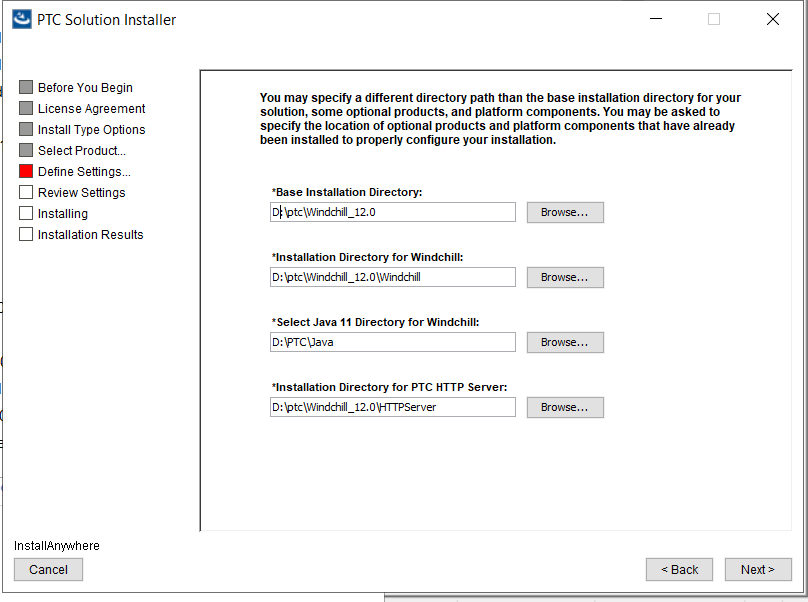 PTC Solution Installer
Before You Begin
License Agreement
Install Type Options
Select Product...
Define Settings...
Review Settings
Installing
Installation Results
You may specify a different directory path than the base installation directory for your
solution, some optional products, and platform components. You may be asked to
specify the location of optional products and platform components that have already
been installed to properly configure your installation.
*Base Installation Directory:
D:\ptc\Windchill_12.0 Browse...
*Installation Directory for Windchill:
D:\ptc\Windchill_12.0\Windchill Browse...
*Select Java 11 Directory for Windchill:
D:\PTC\Java Browse...
*Installation Directory for PTC HTTP Server:
D:\ptc\Windchill_12.0\HTTPServer Browse...
InstallAnywhere
Cancel < Back Next >